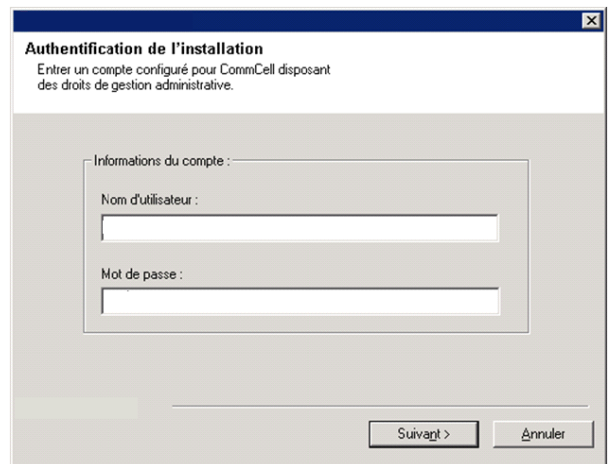 Authentification de l'installation
Entrer un compte configuré pour CommCell disposant
des droits de gestion administrative.
Informations du compte :
Nom d'utilisateur :
Mot de passe :
Suivant >
Annuler